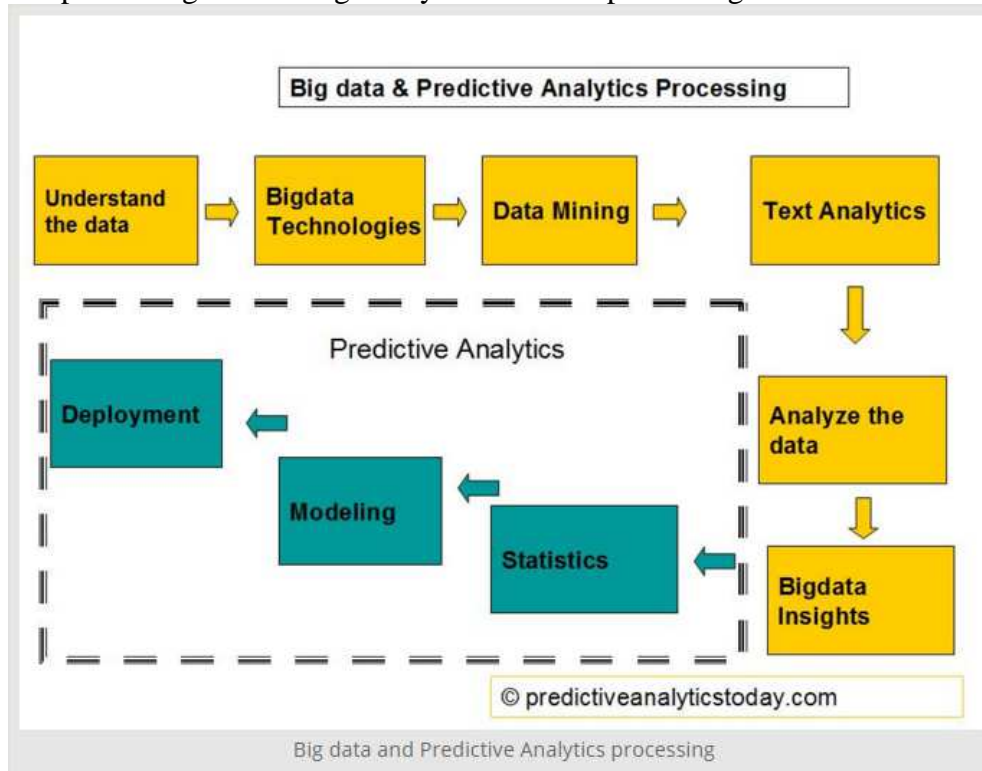 Big data & Predictive Analytics Processing
Understand
the data
Bigdata
Technologies
Data Mining
Text Analytics
Predictive Analytics
Deployment
Modeling
Statistics
Analyze the
data
Bigdata
Insights
© predictiveanalyticstoday.com
Big data and Predictive Analytics processing